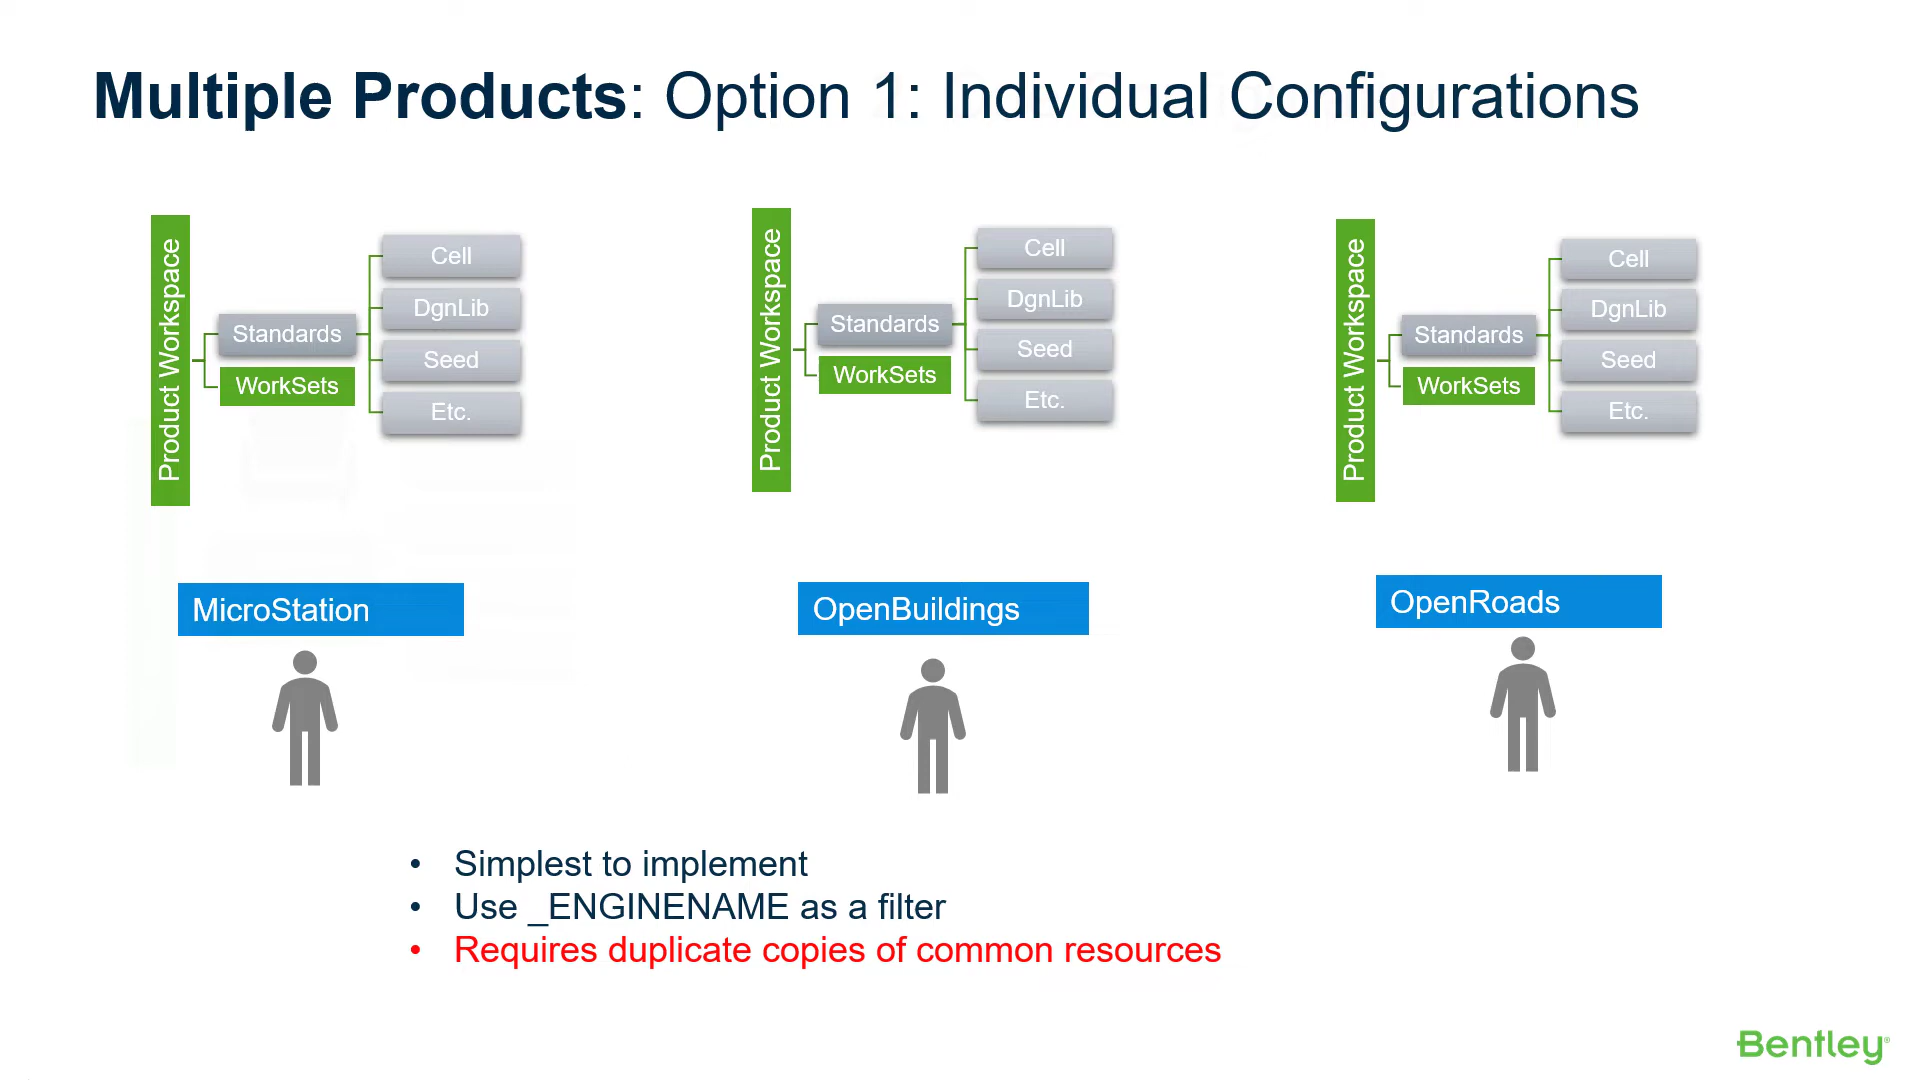 Multiple Products: Option 1: Individual Configurations
Product Workspace
Standards
WorkSets
Cell
DgnLib
Seed
Etc.
Product Workspace
Standards
WorkSets
Cell
DgnLib
Seed
Etc.
Product Workspace
Standards
WorkSets
Cell
DgnLib
Seed
Etc.
MicroStation
OpenBuildings
OpenRoads
• Simplest to implement
• Use _ENGINENAME as a filter
• Requires duplicate copies of common resources
Bentley®